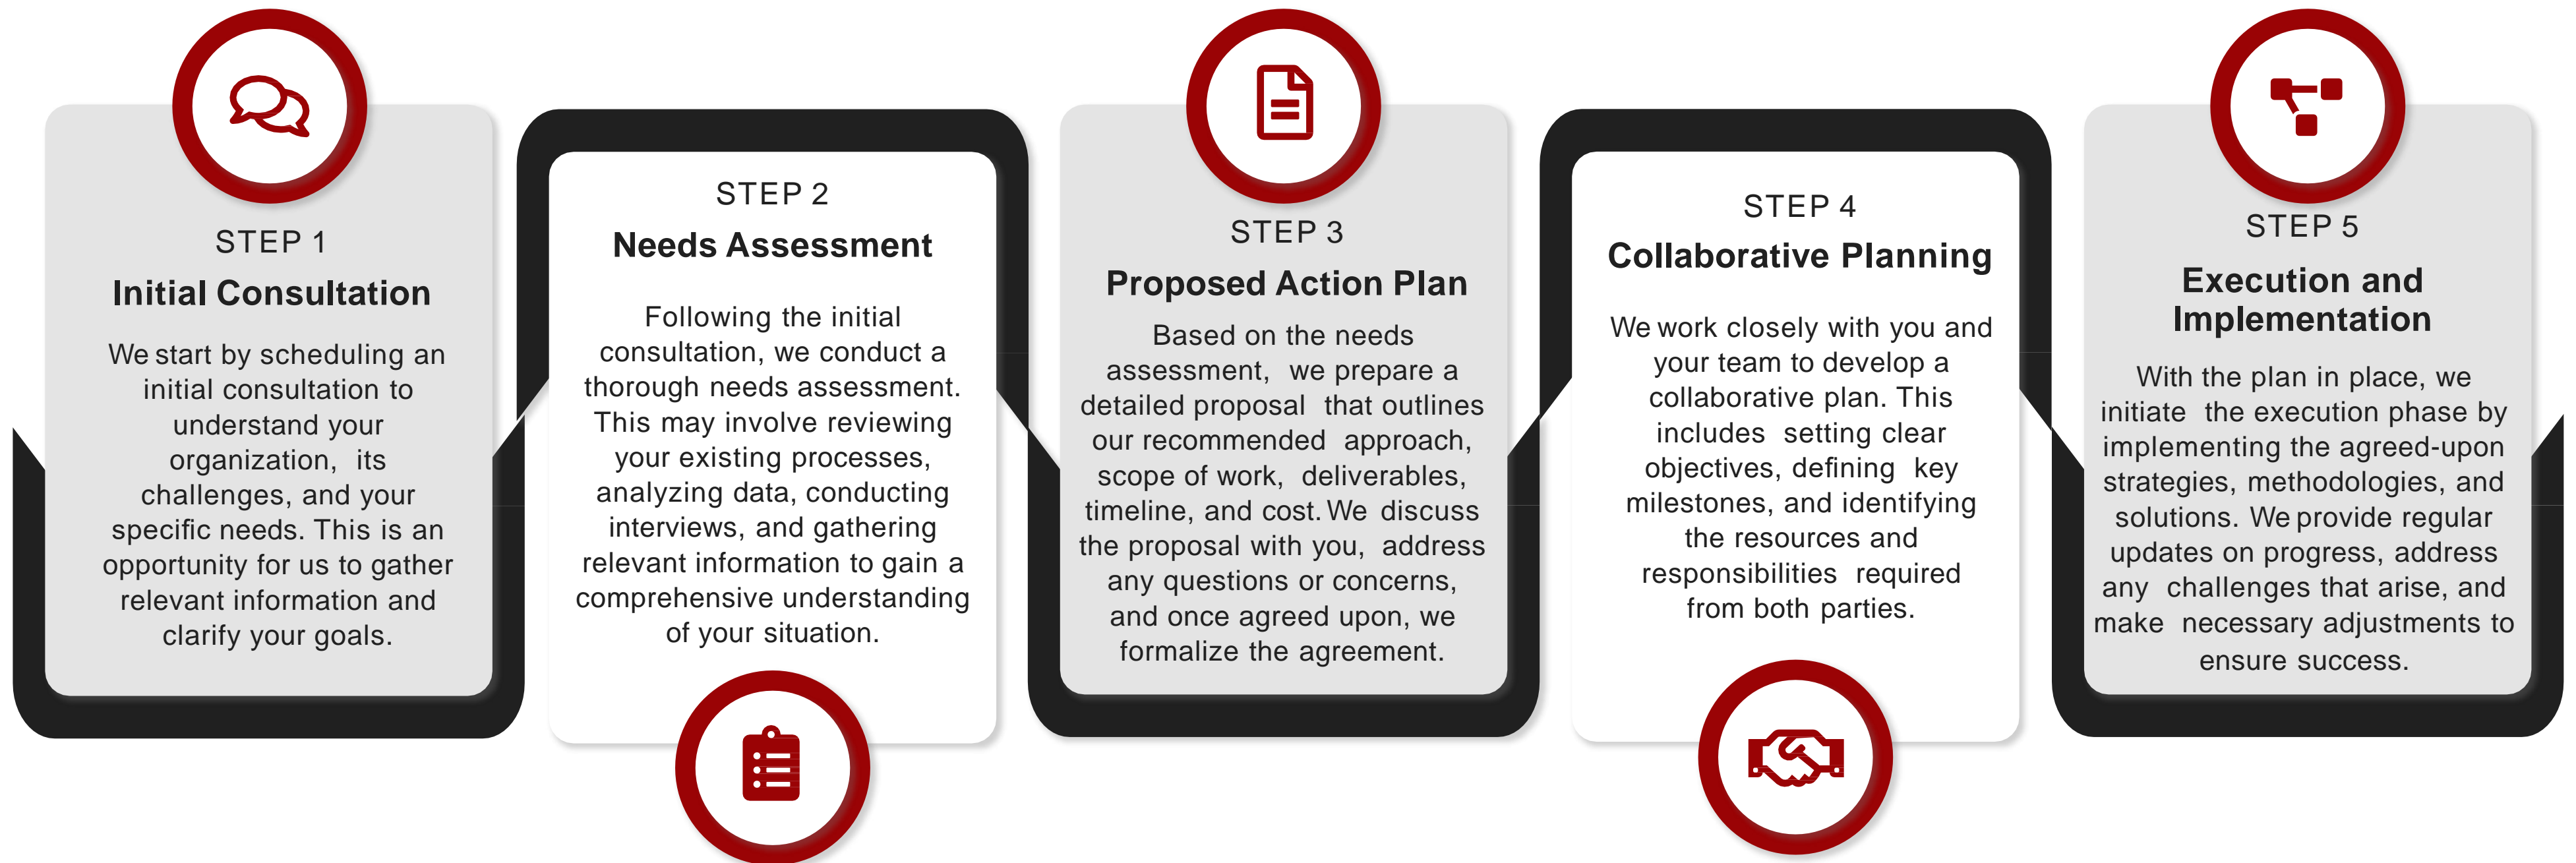 STEP 1
Initial Consultation
We start by scheduling an
initial consultation to
understand your
organization, its
challenges, and your
specific needs. This is an
opportunity for us to gather
relevant information and
clarify your goals.
STEP 2
Needs Assessment
Following the initial
consultation, we conduct a
thorough needs assessment.
This may involve reviewing
your existing processes,
analyzing data, conducting
interviews, and gathering
relevant information to gain a
comprehensive understanding
of your situation.
STEP 3
Proposed Action Plan
Based on the needs
assessment, we prepare a
detailed proposal that outlines
our recommended approach,
scope of work, deliverables,
timeline, and cost. We discuss
the proposal with you, address
any questions or concerns,
and once agreed upon, we
formalize the agreement.
STEP 4
Collaborative Planning
We work closely with you and
your team to develop a
collaborative plan. This
includes setting clear
objectives, defining key
milestones, and identifying
the resources and
responsibilities required
from both parties.
STEP 5
Execution and
Implementation
With the plan in place, we
initiate the execution phase by
implementing the agreed-upon
strategies, methodologies, and
solutions. We provide regular
updates on progress, address
any challenges that arise, and
make necessary adjustments to
ensure success.